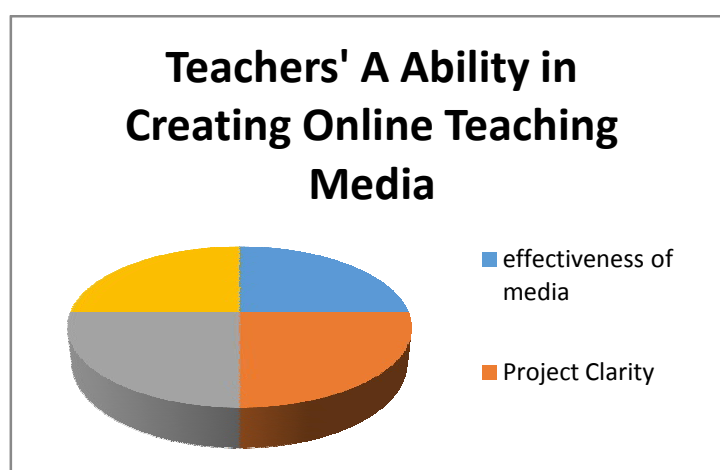 Teachers' A Ability in
Creating Online Teaching
Media
effectiveness of
media
Project Clarity